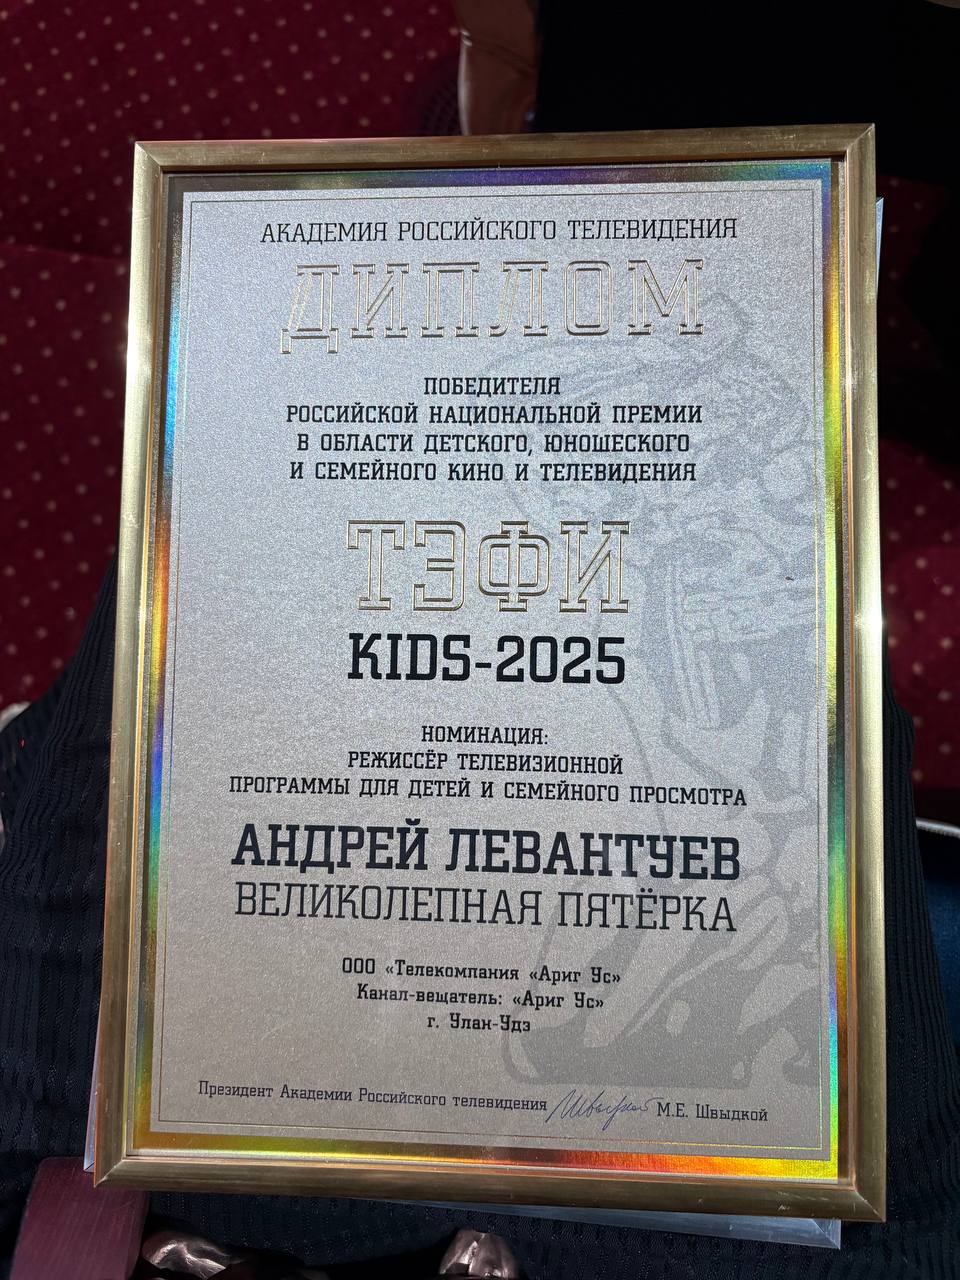 АКАДЕМИЯ РОССИЙСКОГО ТЕЛЕВИДЕНИЯ
ДИПЛОМ
ПОБЕДИТЕЛЯ
РОССИЙСКОЙ НАЦИОНАЛЬНОЙ ПРЕМИИ
В ОБЛАСТИ ДЕТСКОГО, ЮНОШЕСКОГО
И СЕМЕЙНОГО КИНО И ТЕЛЕВИДЕНИЯ
ТЭФИ
KIDS-2025
НОМИНАЦИЯ:
РЕЖИССЁР ТЕЛЕВИЗИОННОЙ
ПРОГРАММЫ ДЛЯ ДЕТЕЙ И СЕМЕЙНОГО ПРОСМОТРА
АНДРЕЙ ЛЕВАНТУЕВ
ВЕЛИКОЛЕПНАЯ ПЯТЁРКА
ООО «Телекомпания «Ариг Ус»
Канал-вещатель: «Ариг Ус»
г. Улан-Удэ
Президент Академии Российского телевидения Швыдкой М.Е. Швыдкой